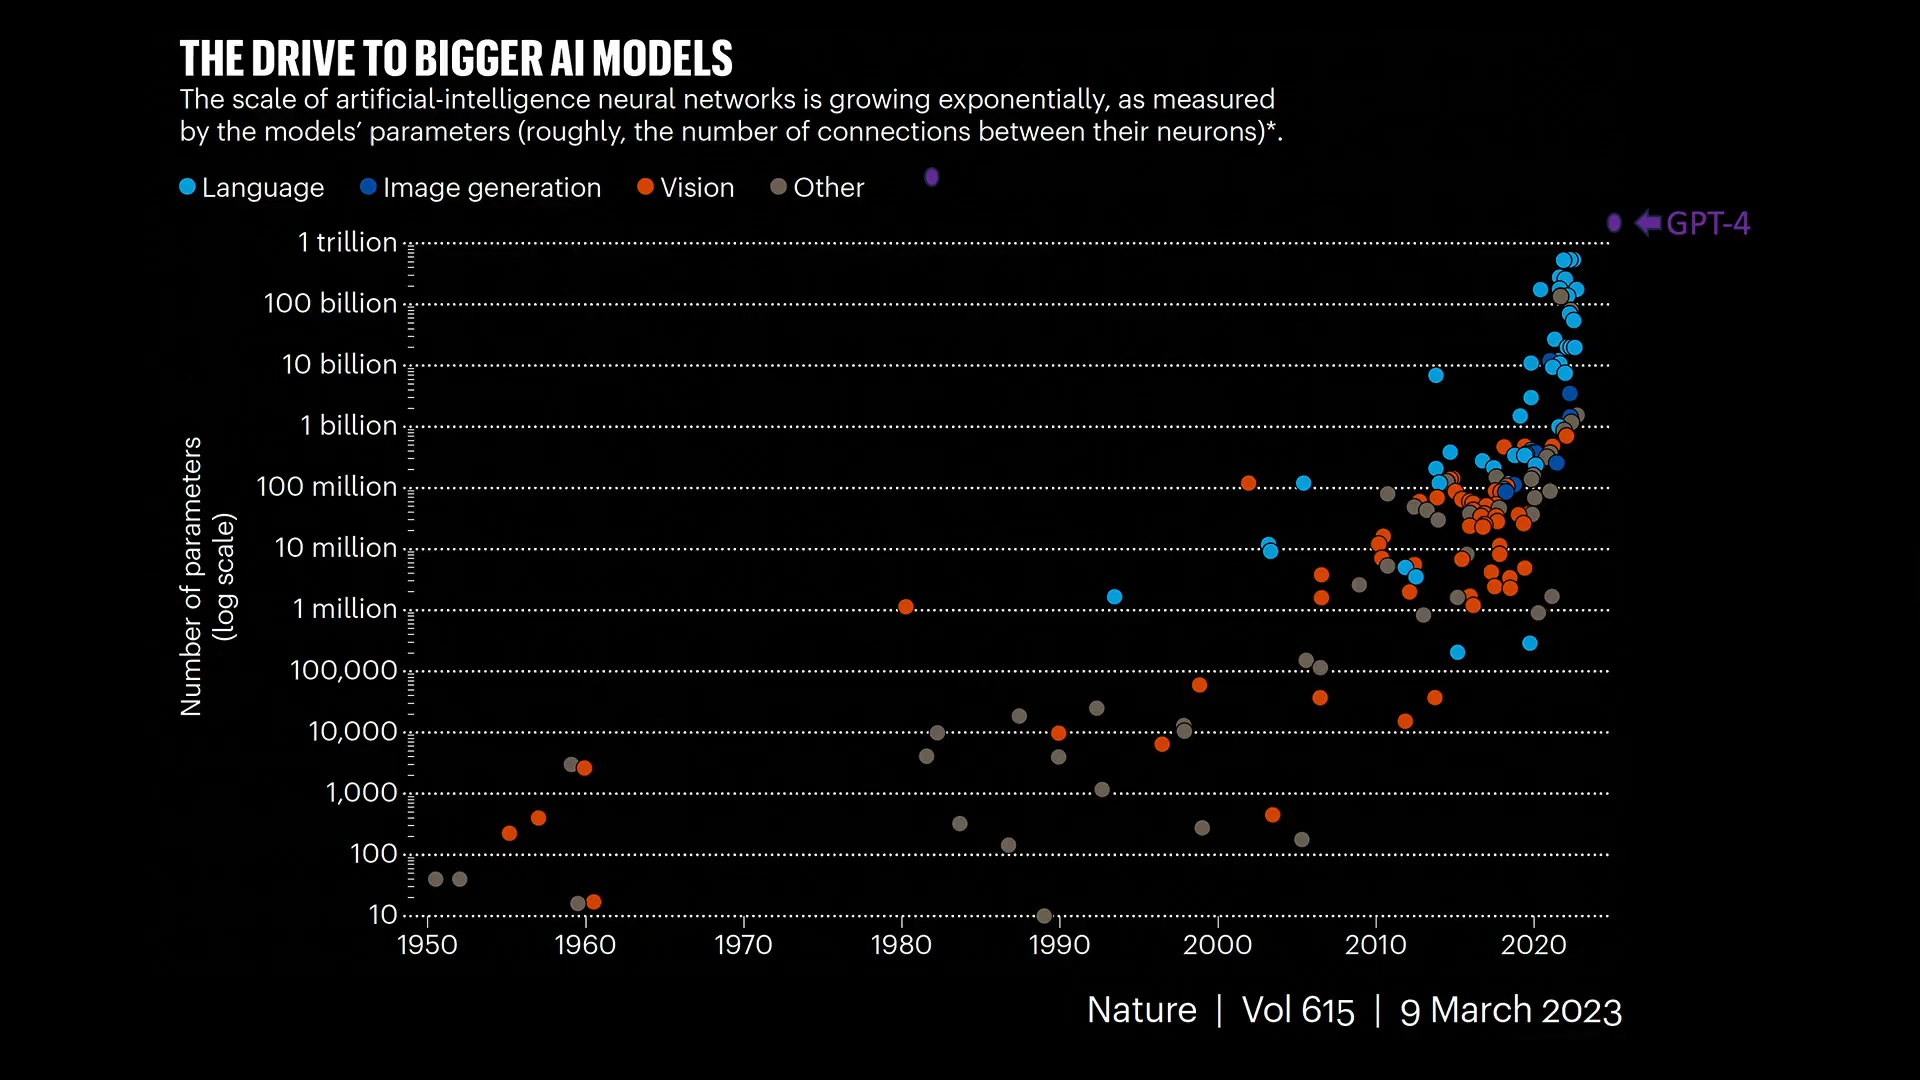 THE DRIVE TO BIGGER AI MODELS
The scale of artificial-intelligence neural networks is growing exponentially, as measured
by the models’ parameters (roughly, the number of connections between their neurons)*.
Language Image generation Vision Other
GPT-4
1 trillion
100 billion
10 billion
1 billion
100 million
10 million
1 million
100,000
10,000
1,000
100
10
Number of parameters
(log scale)
1950 1960 1970 1980 1990 2000 2010 2020
Nature | Vol 615 | 9 March 2023